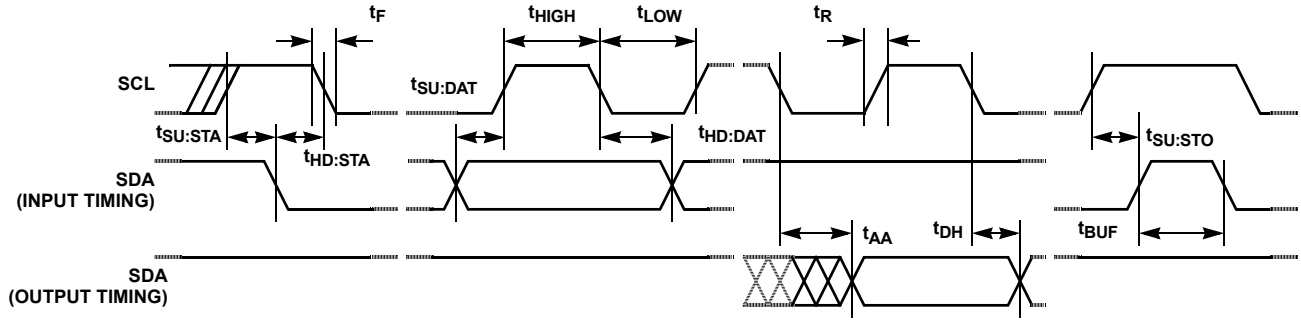 tF
tHIGH
tLOW
tR
SCL
tSU:DAT
tSU:STA
tHD:STA
tHD:DAT
tSU:STO
SDA
(INPUT TIMING)
tAA
tDH
tBUF
SDA
(OUTPUT TIMING)